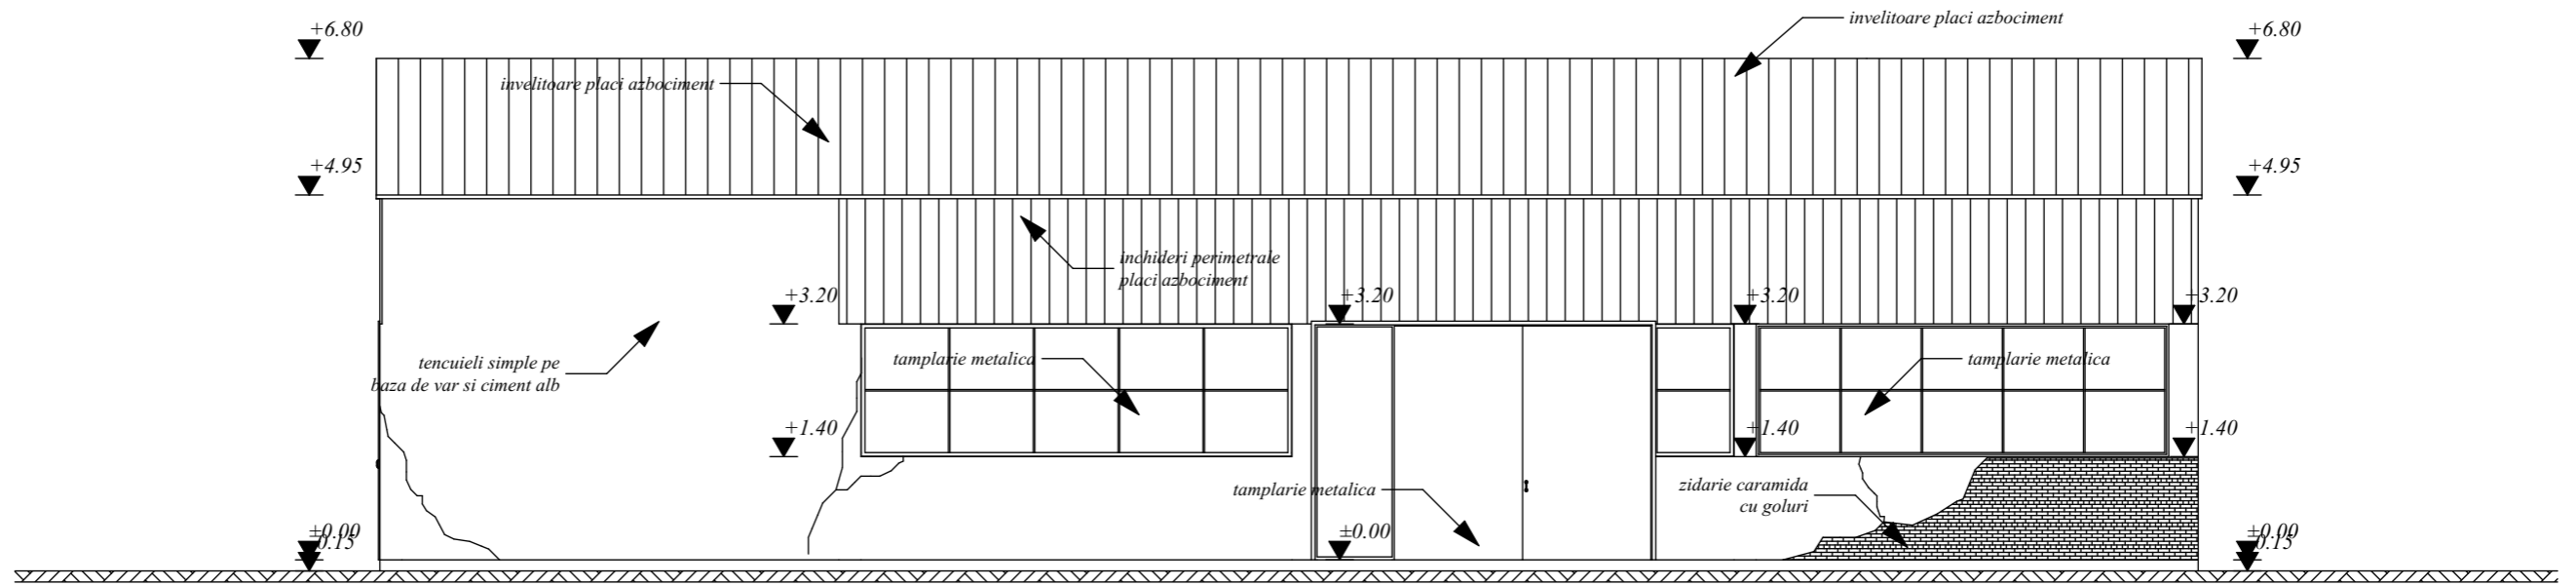 invelitoare placi azbociment
+6.80
+6.80
invelitoare placi azbociment
+4.95
+4.95
inchideri perimetrale
placi azbociment
+3.20
+3.20
+3.20
+3.20
tencuieli simple pe
baza de var si ciment alb
tamplarie metalica
tamplarie metalica
+1.40
+1.40
+1.40
tamplarie metalica
zidarie caramida
cu goluri
±0.00
0.15
±0.00
±0.00
0.15